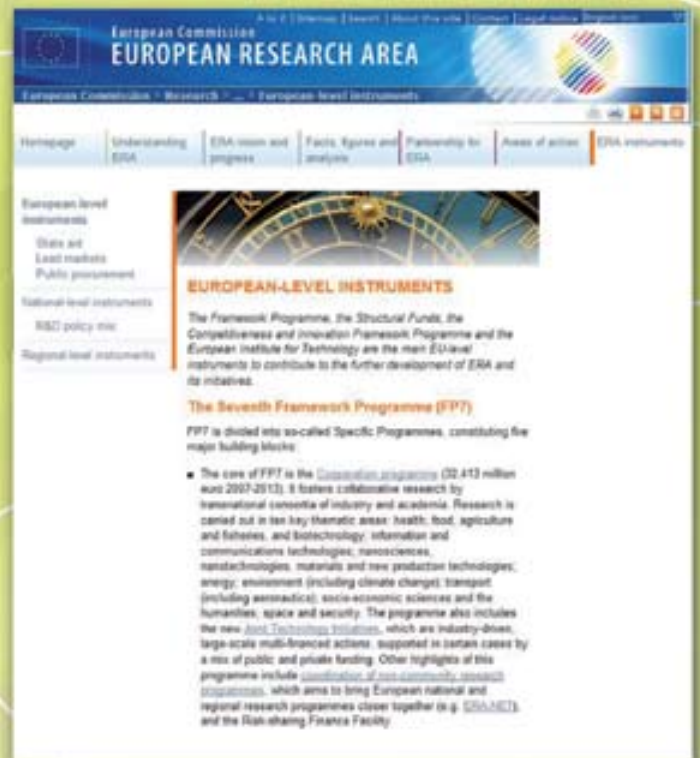 A to Z | Sitemap | Search | About this site | Contact | Legal notice
European Commission
EUROPEAN RESEARCH AREA
European Commission > Research > ... > European-level instruments
Homepage
Understanding
ERA
ERA vision and
progress
Facts, figures and
analysis
Partnership for
ERA
Areas of action
ERA instruments
European level
instruments
State aid
Lead markets
Public procurement
National-level instruments
R&D policy mix
Regional-level instruments
EUROPEAN-LEVEL INSTRUMENTS
The Framework Programme, the Structural Funds, the
Competitiveness and innovation Framework Programme and the
European Institute for Technology are the main EU-level
instruments to contribute to the further development of ERA and
its initiatives.
The Seventh Framework Programme (FP7)
FP7 is divided into so-called Specific Programmes, constituting five
major building blocks:
▪ The core of FP7 is the Cooperation programme (32,413 million
euro 2007-2013). It fosters collaborative research by
transnational consortia of industry and academia. Research is
carried out in ten key thematic areas: health; food, agriculture
and fisheries, and biotechnology; information and
communications technologies; nanosciences,
nanotechnologies, materials and new production technologies;
energy; environment (including climate change); transport
(including aeronautics); socio-economic sciences and the
humanities; space and security. The programme also includes
the new Joint Technology Initiatives, which are industry-driven,
large-scale multi-financed actions, supported in certain cases by
a mix of public and private funding. Other highlights of this
programme include coordination of non-community research
programmes, which aims to bring European national and
regional research programmes closer together (e.g. ERA-NET),
and the Risk-sharing Finance Facility.